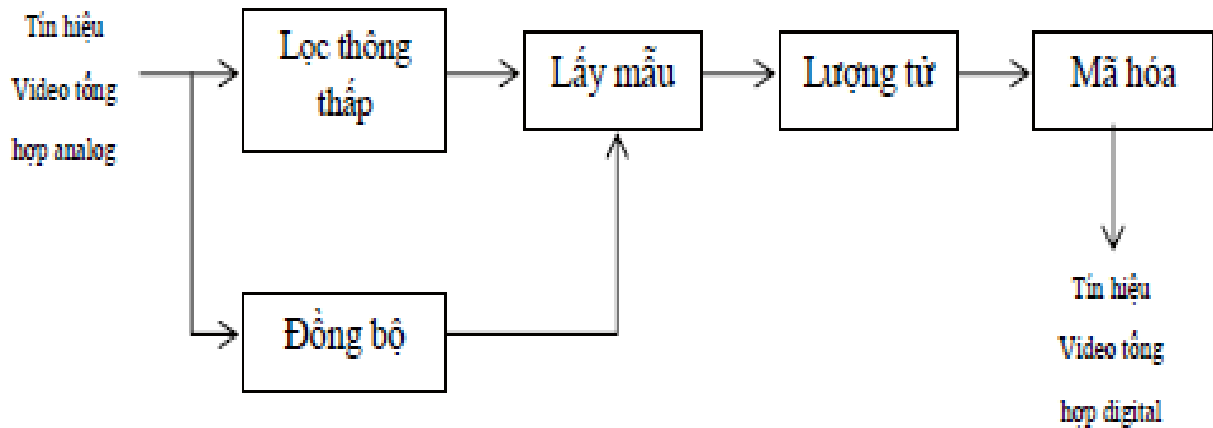 Tín hiệu
Video tổng
hợp analog
Lọc thông
thấp
Lấy mẫu
Lượng tử
Mã hóa
Đồng bộ
Tín hiệu
Video tổng
hợp digital